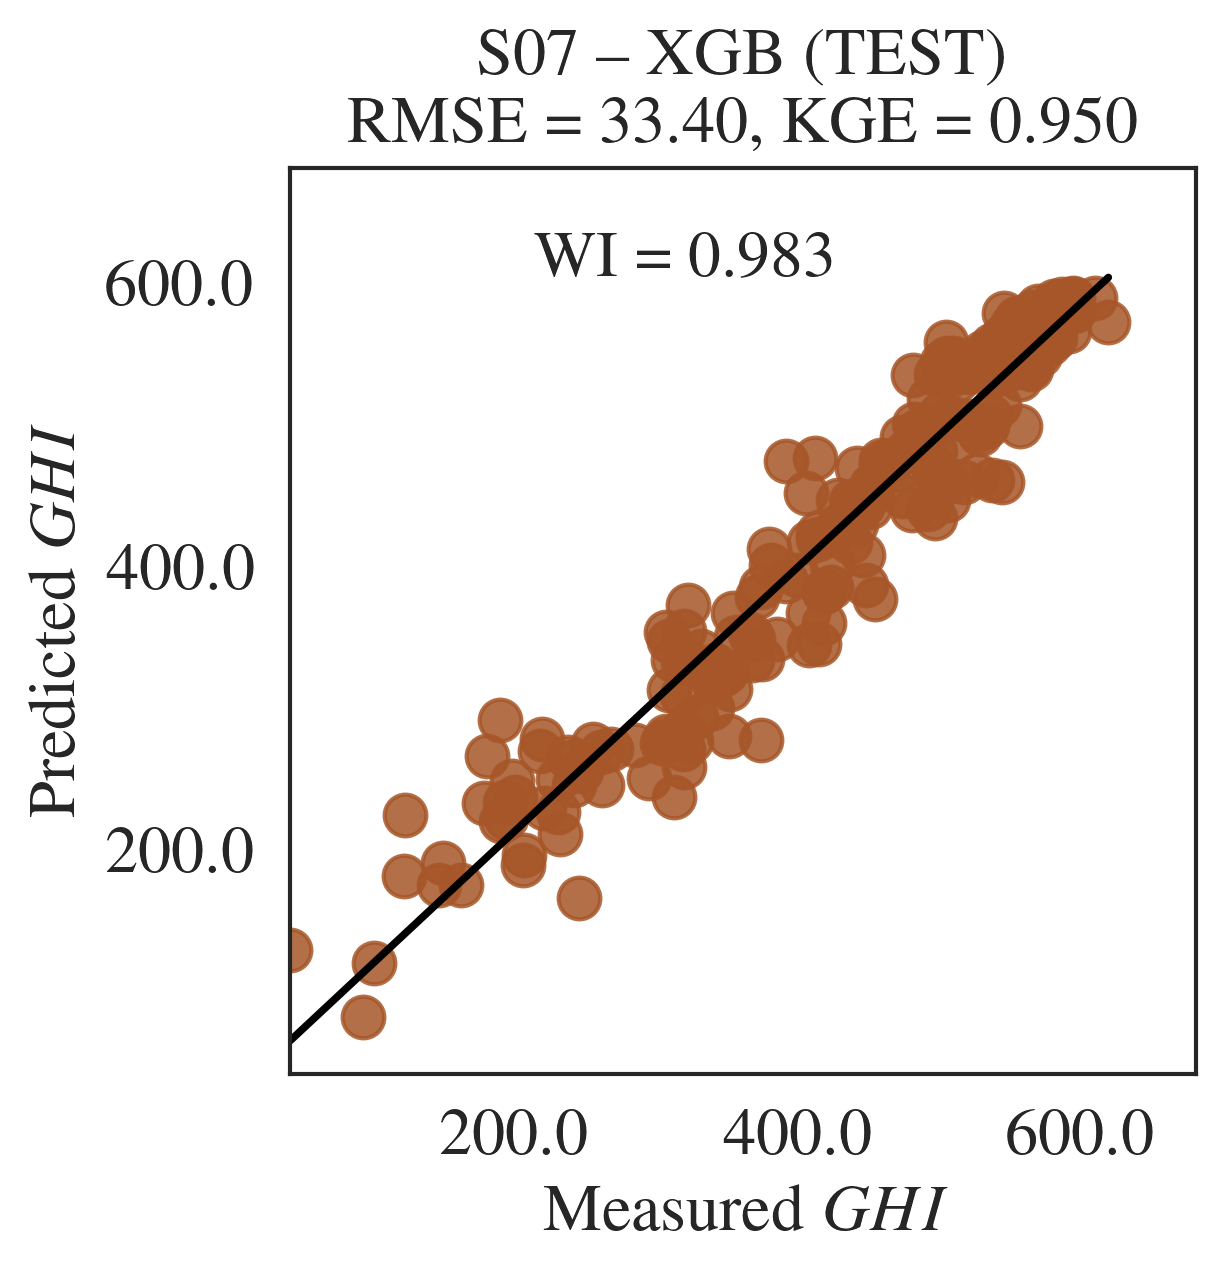 S07 – XGB (TEST)
RMSE = 33.40, KGE = 0.950
WI = 0.983
600.0
400.0
200.0
Predicted GHI
200.0 400.0 600.0
Measured GHI